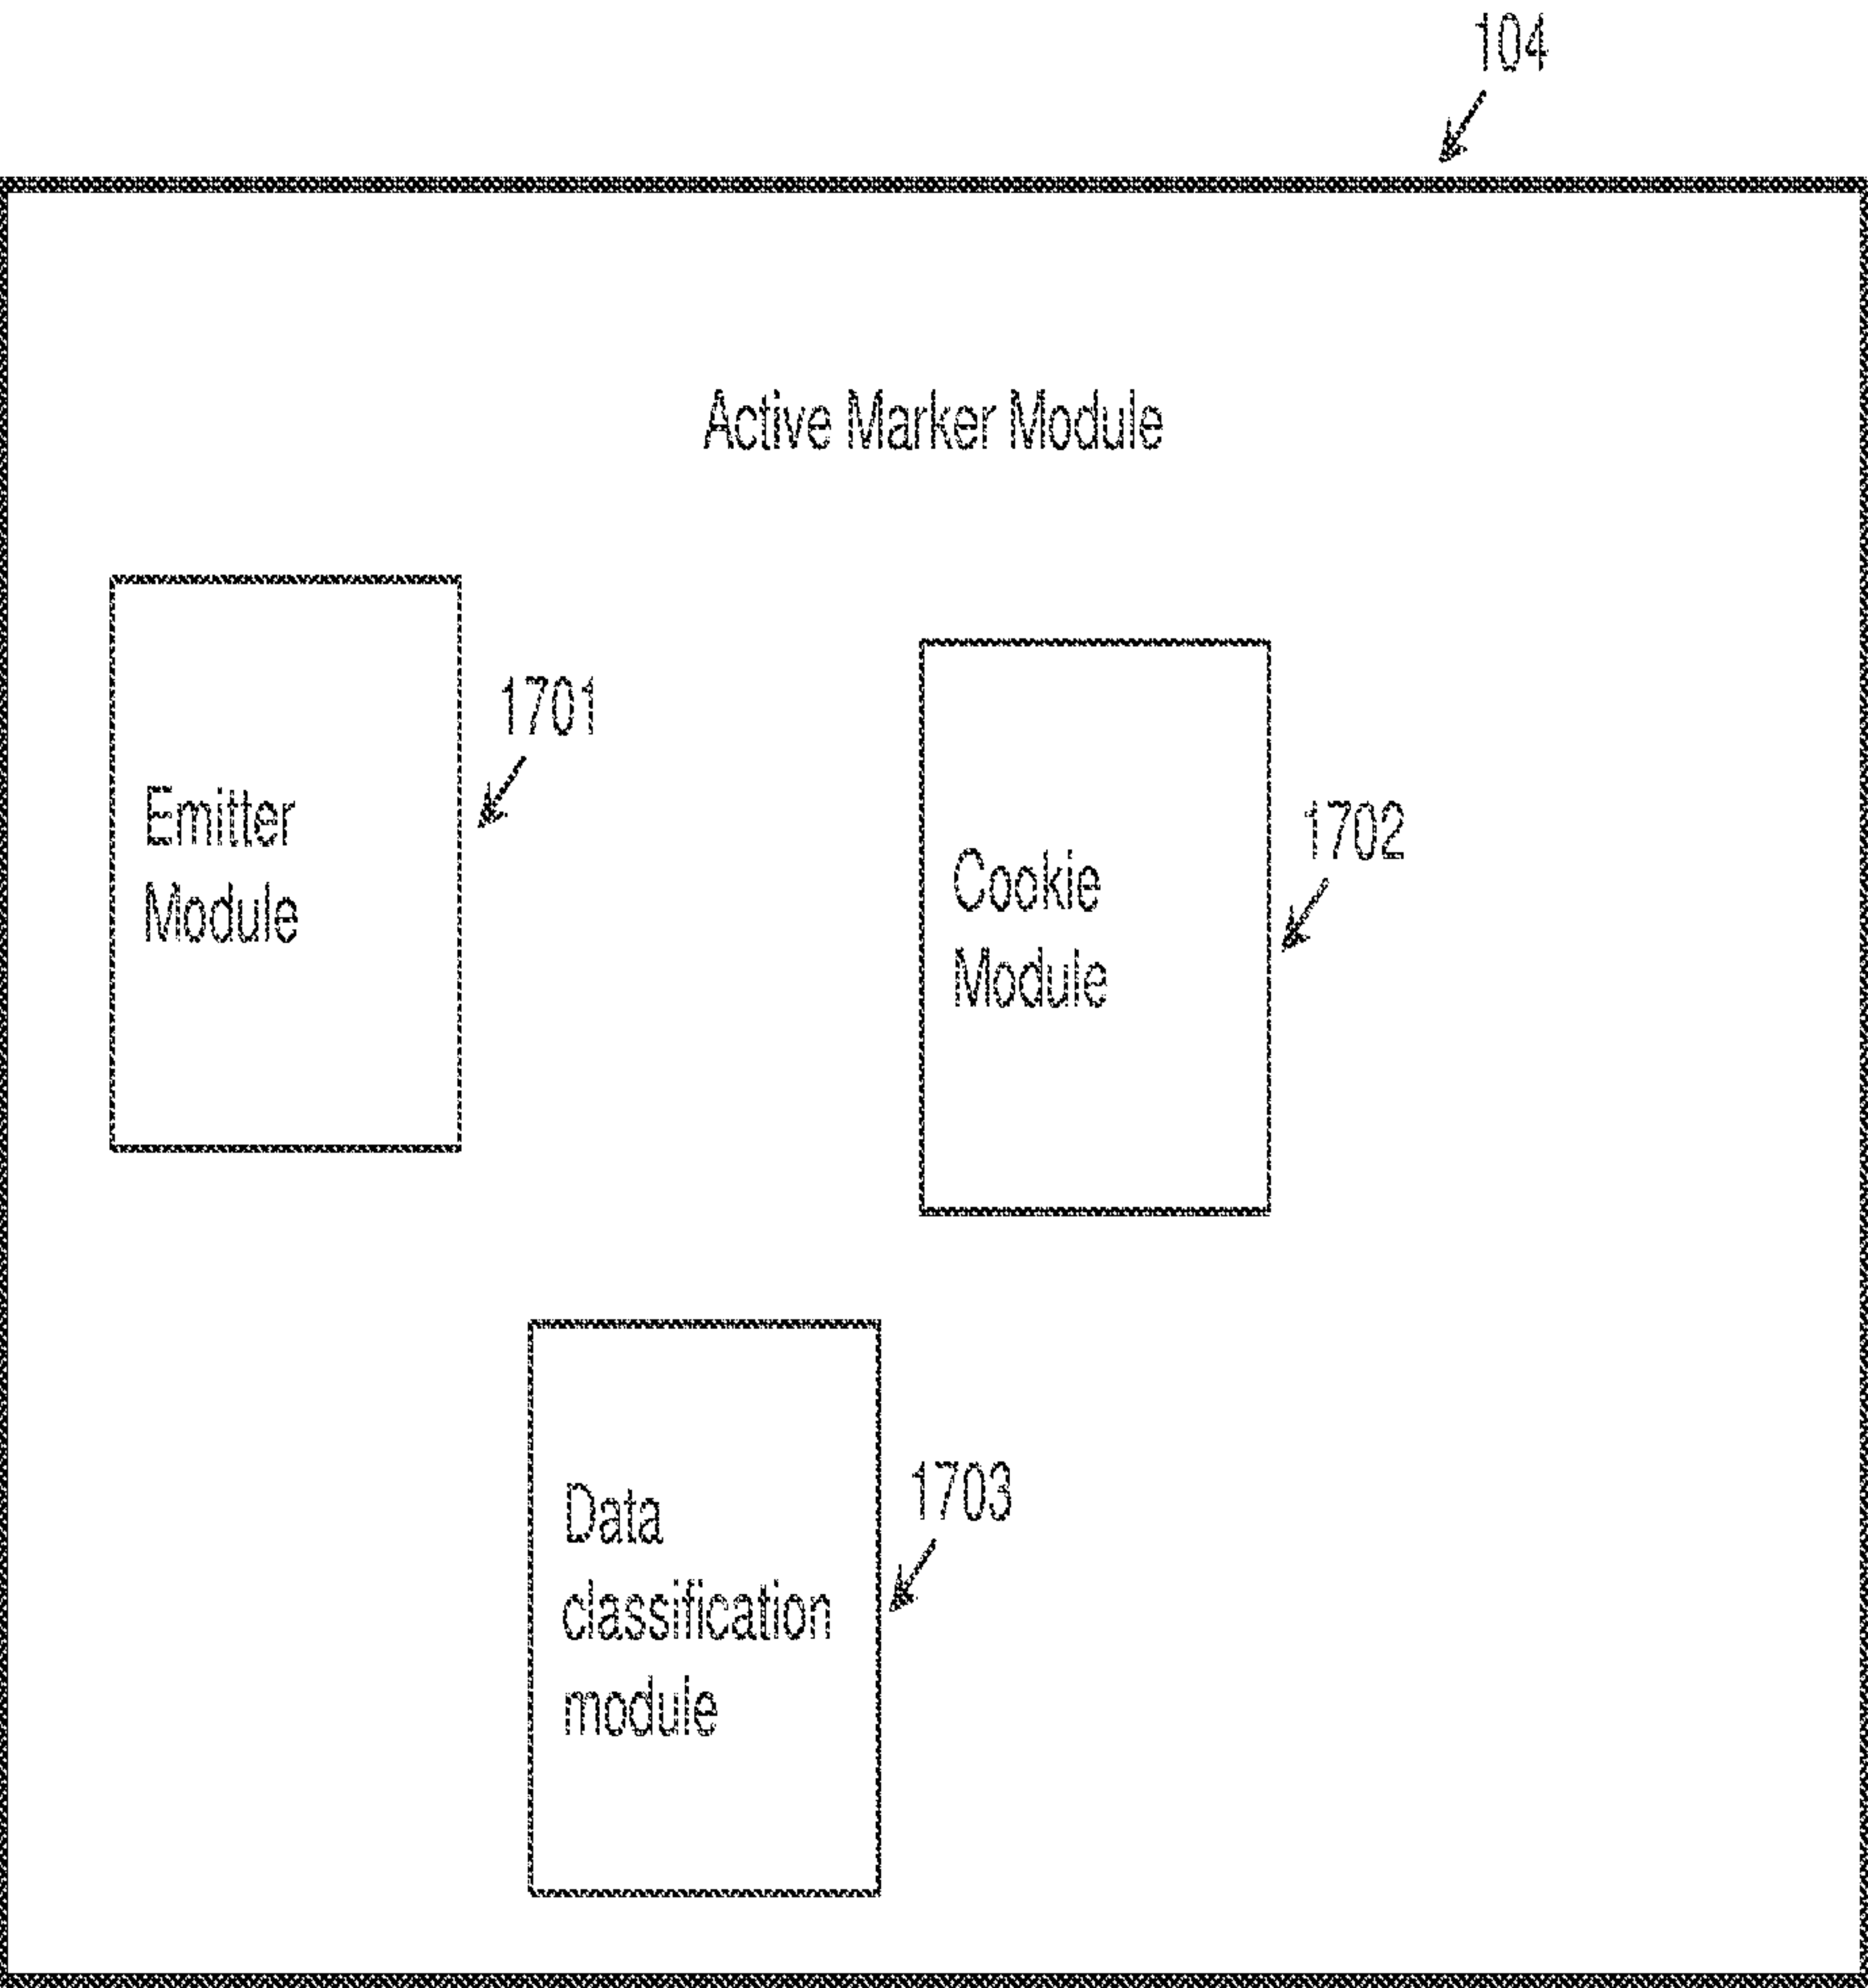 104
Active Marker Module
1701
Emitter
Module
1702
Cookie
Module
1703
Data
classification
module